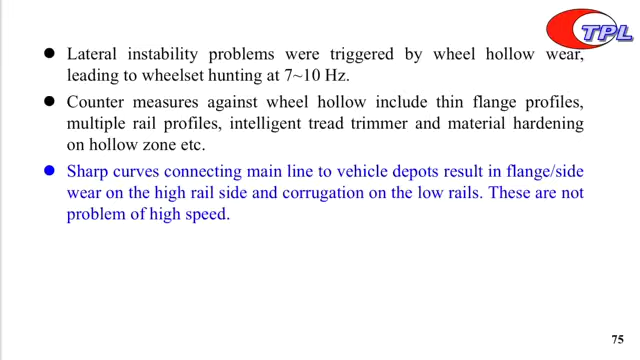 TPL
● Lateral instability problems were triggered by wheel hollow wear,
leading to wheelset hunting at 7~10 Hz.
● Counter measures against wheel hollow include thin flange profiles,
multiple rail profiles, intelligent tread trimmer and material hardening
on hollow zone etc.
● Sharp curves connecting main line to vehicle depots result in flange/side
wear on the high rail side and corrugation on the low rails. These are not
problem of high speed.
75